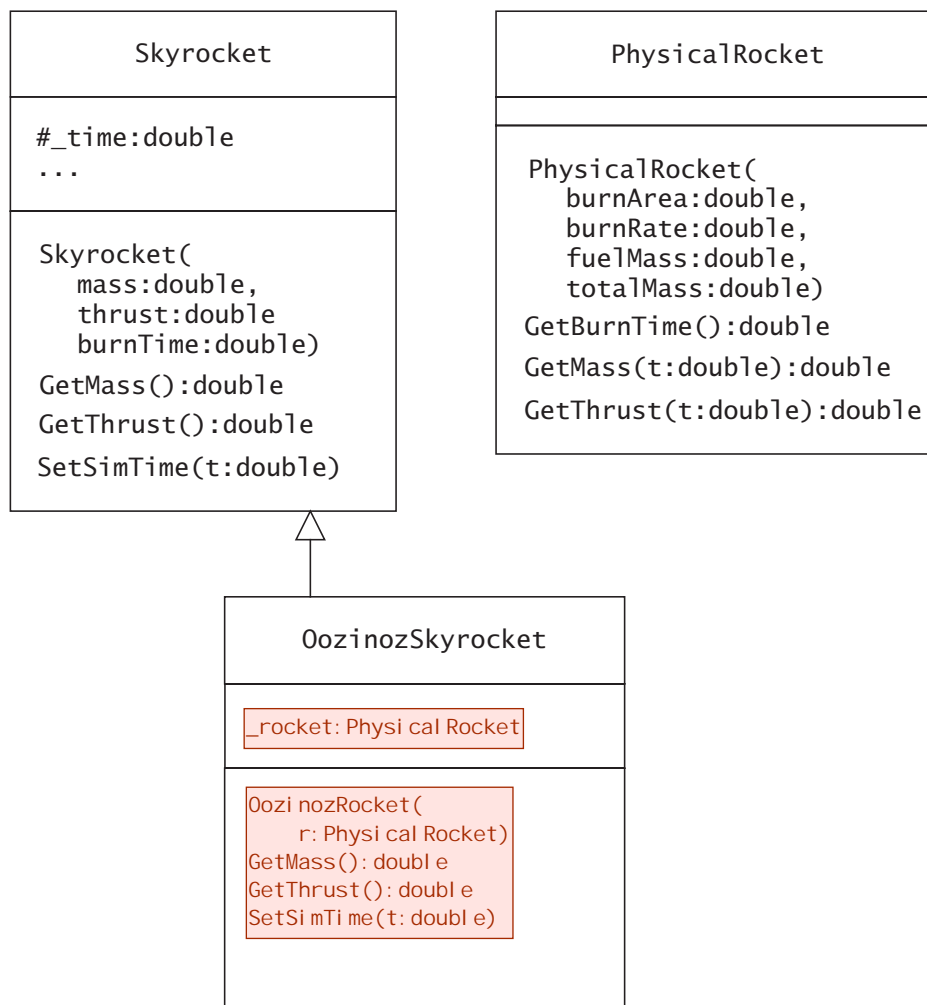 Skyrocket
#_time:double
...
Skyrocket(
mass:double,
thrust:double
burnTime:double)
GetMass():double
GetThrust():double
SetSimTime(t:double)
PhysicalRocket
PhysicalRocket(
burnArea:double,
burnRate:double,
fuelMass:double,
totalMass:double)
GetBurnTime():double
GetMass(t:double):double
GetThrust(t:double):double
OozinozSkyrocket
_rocket:PhysicalRocket
OozinozRocket(
r:PhysicalRocket)
GetMass():double
GetThrust():double
SetSimTime(t:double)